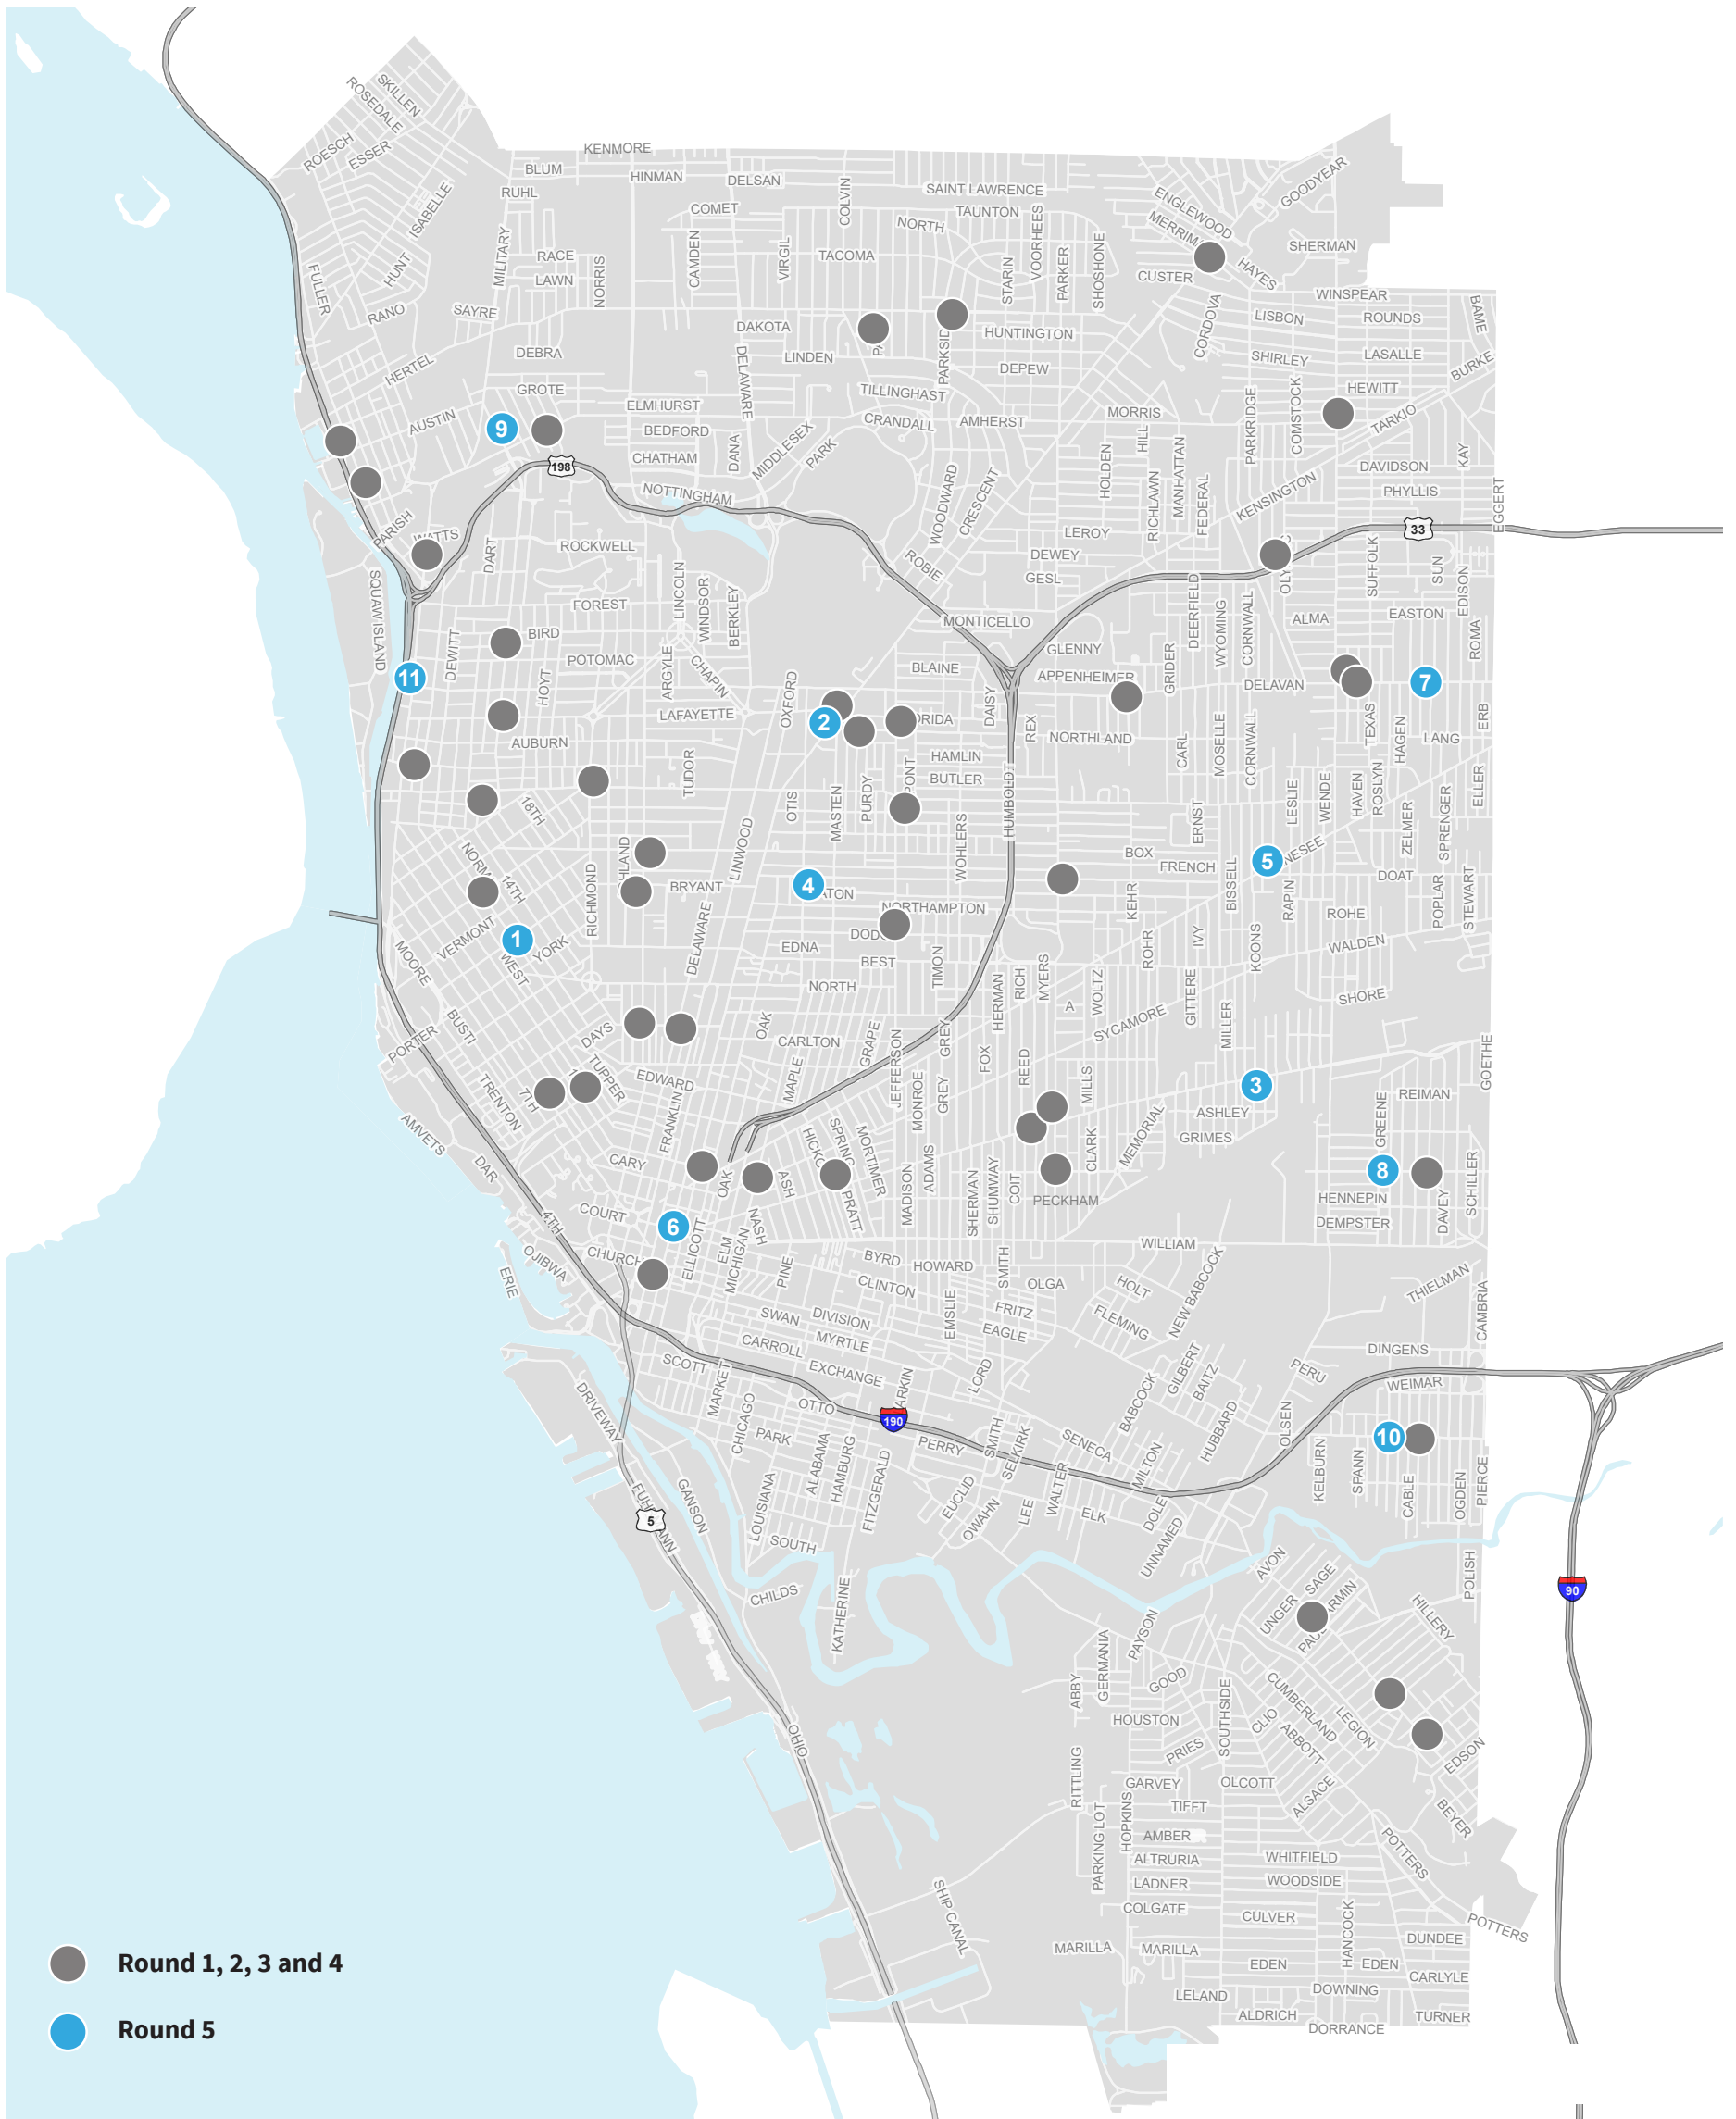 SKILLEN
ROSEDALE
ROESCH
ESSER
KENMORE
BLUM
HINMAN
DELSAN
RUHL
ISABELLE
COLVIN
SAINT LAWRENCE
GOODYEAR
ENGLEWOOD
COMET
TAUNTON
NORTH
VOORHEES
MERRIM
SHERMAN
MILITARY
RACE
CAMDEN
VIRGIL
TACOMA
STARIN
PARKER
SHOSHONE
CUSTER
HAYES
HUNT
FULLER
LAWN
NORRIS
WINSPEAR
RANO
SAYRE
LISBON
ROUNDS
BAME
DAKOTA
HUNTINGTON
CORDOVA
DEBRA
LINDEN
PARKSID
SHIRLEY
LASALLE
HERTEL
DELAWARE
DEPEW
BURKE
GROTE
TILLINGHAST
HEWITT
ELMHURST
COMSTOCK
PARKRIDGE
AUSTIN
9
BEDFORD
CRANDALL
AMHERST
MORRIS
TARKIO
CHATHAM
DANA
MIDDLESEX
PARK
HILL
KAY
198
HOLDEN
MANHATTAN
DAVIDSON
NOTTINGHAM
WOODWARD
CRESCENT
RICHLAWN
FEDERAL
KENSINGTON
PHYLLIS
EGGERT
PARISH
WATTS
LEROY
33
DART
ROCKWELL
ROBIE
DEWEY
SUFFOLK
SUN
EDISON
GESL
SQUAW ISLAND
LINCOLN
WINDSOR
BERKLEY
FOREST
DEERFIELD
WYOMING
CORNWALL
ALMA
EASTON
MONTICELLO
BIRD
DEWITT
ROMA
POTOMAC
GLENNY
GRIDER
11
HOYT
ARGYLE
CHAPIN
BLAINE
APPENHEIMER
DELAVAN
7
OXFORD
LAFAYETTE
2
ORIDA
DAISY
REX
TEXAS
HAGEN
ERB
AUBURN
NORTHLAND
CARL
MOSELLE
CORNWALL
LANG
TUDOR
HAMLIN
BUTLER
PONT
PURDY
MASTEN
OTIS
HUMBOLDT
LESLIE
WENDE
HAVEN
ROSLYN
ELLER
18TH
ERNST
ZELMER
SPRENGER
NORM
14TH
HLAND
LINWOOD
WOHLERS
BOX
FRENCH
5
NESEE
RICHMOND
BRYANT
4
ATON
BISSELL
DOAT
NORTHAMPTON
KEHR
RAPIN
ROHE
POPLAR
STEWART
VERMONT
1
YORK
WEST
DELAWARE
EDNA
DOD
BEST
TIMON
ROHR
IVY
KOONS
WALDEN
MOORE
NORTH
RICH
MYERS
WOLTZ
GITTERE
SHORE
HERMAN
A
BUSTI
DAYS
OAK
CARLTON
GRAPE
GREY
SYCAMORE
MILLER
PORTER
JEFFERSON
FOX
REED
GOETHE
TRENTON
7TH
TUPPER
EDWARD
MAPLE
MONROE
GREY
MILLS
3
REIMAN
AMVETS
FRANKLIN
ASHLEY
GREENE
GRIMES
MEMORIAL
DAR
CARY
HICKO
SPRING
MORTIMER
CLARK
OAK
ASH
PRATT
MADISON
ADAMS
SHERMAN
SHUMWAY
COIT
PECKHAM
8
HENNEPIN
DAVEY
SCHILLER
4TH
COURT
6
NASH
DEMPSTER
OJIBWA
CHURCH
ELLICOTT
ELM
MICHIGAN
PINE
BYRD
HOWARD
SMITH
WILLIAM
ERIE
CLINTON
OLGA
HOLT
NEW BABCOCK
THIELMAN
SWAN
DIVISION
EMSLIE
FRITZ
FLEMING
CAMBRIA
CARROLL
MYRTLE
EAGLE
SCOTT
EXCHANGE
LORD
GILBERT
PERU
DINGENS
DRIVEWAY
MARKET
OTTO
ARKIN
BABCOCK
BAITZ
WEIMAR
CHICAGO
190
PARK
PERRY
SMITH
SELKIRK
SENECA
HUBBARD
OLSEN
10
ALABAMA
HAMBURG
FITZGERALD
WALTER
MILTON
KELBURN
SPANN
LOUISIANA
EUCLID
OWAHN
LEE
ELK
DOLE
CABLE
OGDEN
PIERCE
GANSON
FUH
ANN
5
SOUTH
UNNAMED
CHILDS
KATHERINE
AVON
SAGE
POLISH
90
UNGER
ARMIN
PAU
HILLERY
PAYSON
GERMANIA
ABBY
GOOD
CUMBERLAND
LEGION
HOUSTON
SOUTHSIDE
CLIO
ABBOTT
OHIO
PRIES
EDSON
RITTLING
GARVEY
OLCOTT
ALSACE
TIFFT
BEYER
HOPKINS
PARKING LOT
AMBER
POTTERS
ALTRURIA
WHITFIELD
LADNER
WOODSIDE
SHIP CANAL
COLGATE
CULVER
HANCOCK
POTTERS
DUNDEE
MARILLA
MARILLA
EDEN
EDEN
CARLYLE
Round 1, 2, 3 and 4
LELAND
DOWNING
ALDRICH
TURNER
DORRANCE
Round 5